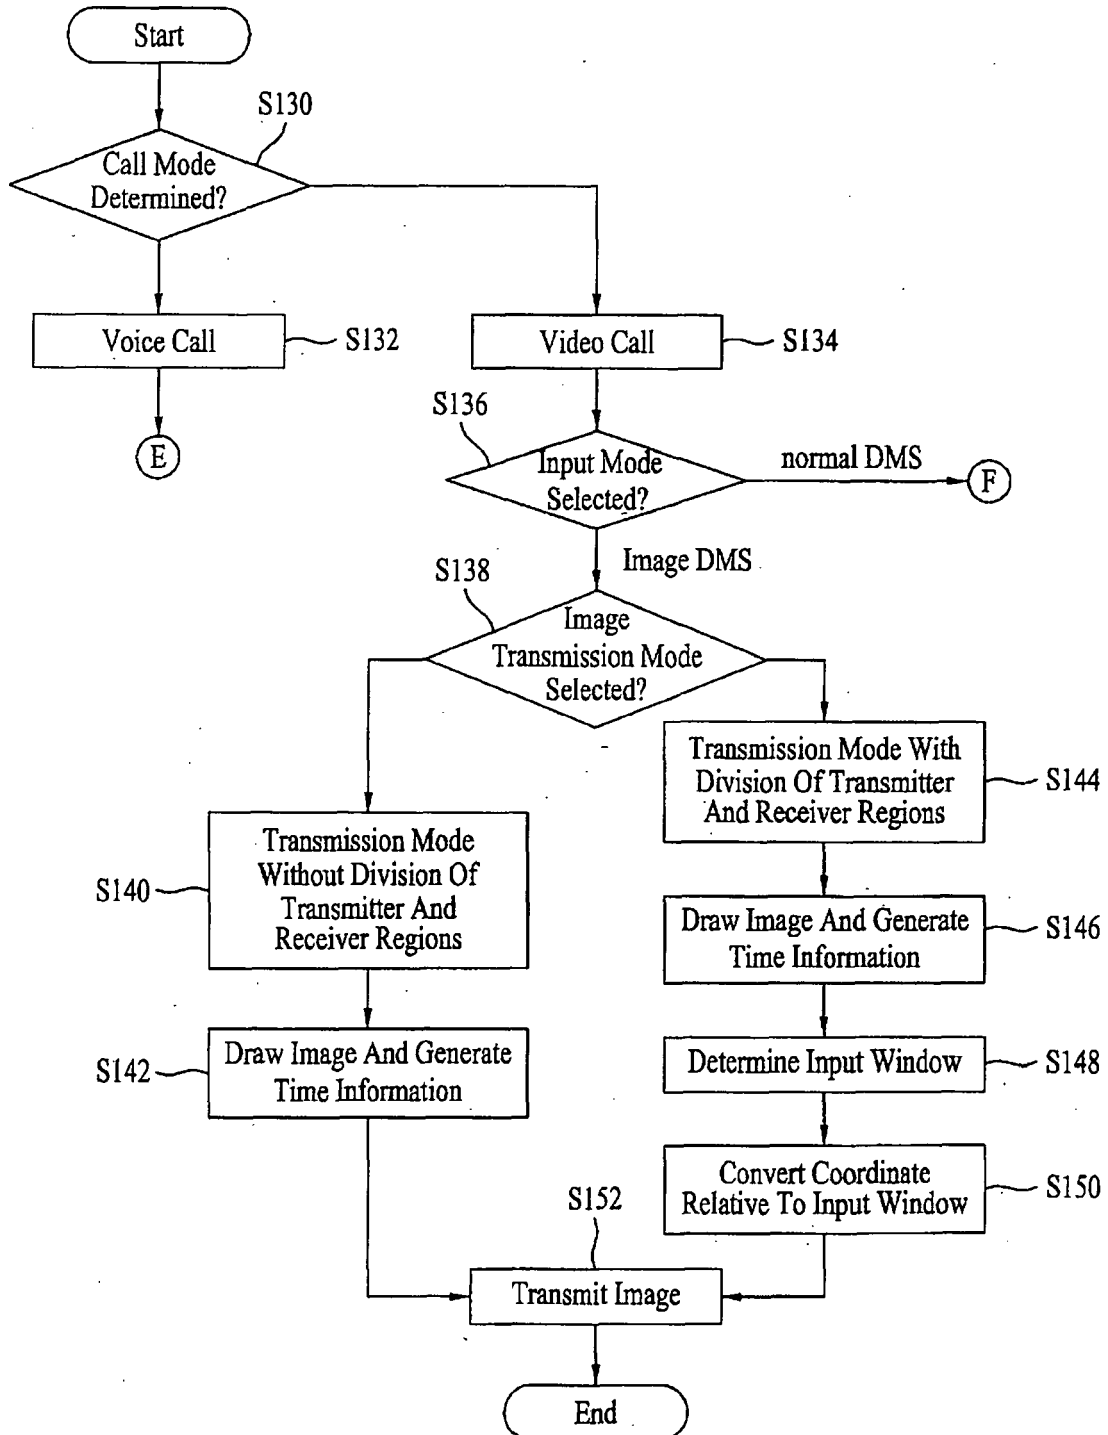 Start
S130
Call Mode
Determined?
Voice Call
S132
Video Call
S134
E
S136
Input Mode
Selected?
normal DMS
F
Image DMS
S138
Image
Transmission Mode
Selected?
Transmission Mode With
Division Of Transmitter
And Receiver Regions
S144
Transmission Mode
Without Division Of
Transmitter And
Receiver Regions
S140
Draw Image And Generate
Time Information
S146
Draw Image And Generate
Time Information
S142
Determine Input Window
S148
Convert Coordinate
Relative To Input Window
S150
S152
Transmit Image
End